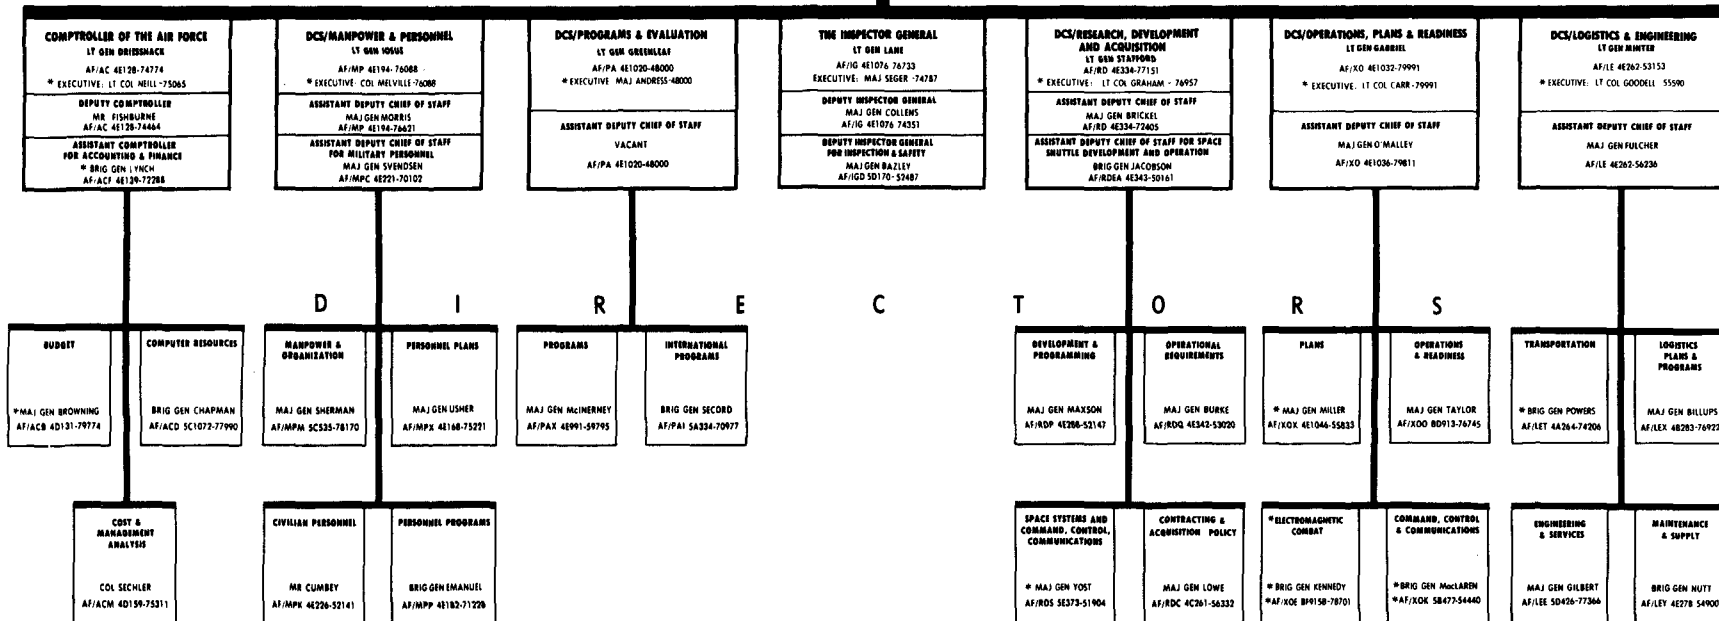 COMPTROLLER OF THE AIR FORCE
LT GEN DRIESSNACK
AF/AC 4E128-74774
* EXECUTIVE: LT COL NEILL-75065
DEPUTY COMPTROLLER
MR FISHBURNE
AF/AC 4E128-74464
ASSISTANT COMPTROLLER
FOR ACCOUNTING & FINANCE
* BRIG GEN LYNCH
AF/ACF 4E139-72288
DCS/MANPOWER & PERSONNEL
LT GEN IOSUE
AF/MP 4E194-76088
* EXECUTIVE: COL MELVILLE-76088
ASSISTANT DEPUTY CHIEF OF STAFF
MAJ GEN MORRIS
AF/MP 4E194-76621
ASSISTANT DEPUTY CHIEF OF STAFF
FOR MILITARY PERSONNEL
MAJ GEN SVENDSEN
AF/MPC 4E221-70102
DCS/PROGRAMS & EVALUATION
LT GEN GREENLEAF
AF/PA 4E1020-48000
* EXECUTIVE MAJ ANDRESS-48000
ASSISTANT DEPUTY CHIEF OF STAFF
VACANT
AF/PA 4E1020-48000
THE INSPECTOR GENERAL
LT GEN LANE
AF/IG 4E1076 76733
EXECUTIVE: MAJ SEGER -74787
DEPUTY INSPECTOR GENERAL
MAJ GEN COLLENS
AF/IG 4E1076 74351
DEPUTY INSPECTOR GENERAL
FOR INSPECTION & SAFETY
MAJ GEN BAZLEY
AF/IGD 5D170-52487
DCS/RESEARCH, DEVELOPMENT
AND ACQUISITION
LT GEN STAFFORD
AF/RD 4E334-77151
* EXECUTIVE: LT COL GRAHAM - 76957
ASSISTANT DEPUTY CHIEF OF STAFF
MAJ GEN BRICKEL
AF/RD 4E334-72405
ASSISTANT DEPUTY CHIEF OF STAFF FOR SPACE
SHUTTLE DEVELOPMENT AND OPERATION
BRIG GEN JACOBSON
AF/RDEA 4E343-50161
DCS/OPERATIONS, PLANS & READINESS
LT GEN GABRIEL
AF/XO 4E1032-79991
* EXECUTIVE: LT COL CARR-79991
ASSISTANT DEPUTY CHIEF OF STAFF
MAJ GEN O'MALLEY
AF/XO 4E1036-79811
DCS/LOGISTICS & ENGINEERING
LT GEN MINTER
AF/LE 4E262-53153
* EXECUTIVE: LT COL GOODELL 55590
ASSISTANT DEPUTY CHIEF OF STAFF
MAJ GEN FULCHER
AF/LE 4E262-56236
D I R E C T O R S
BUDGET
*MAJ GEN BROWNING
AF/ACB 4D131-79774
COMPUTER RESOURCES
BRIG GEN CHAPMAN
AF/ACD 5C1072-77990
MANPOWER &
ORGANIZATION
MAJ GEN SHERMAN
AF/MPM 5C535-78170
PERSONNEL PLANS
MAJ GEN USHER
AF/MPX 4E168-75221
PROGRAMS
MAJ GEN McINERNEY
AF/PAX 4E991-59795
INTERNATIONAL
PROGRAMS
BRIG GEN SECORD
AF/PAI 5A334-70977
DEVELOPMENT &
PROGRAMMING
MAJ GEN MAXSON
AF/RDP 4E286-52147
OPERATIONAL
REQUIREMENTS
MAJ GEN BURKE
AF/RDQ 4E342-53020
PLANS
* MAJ GEN MILLER
AF/XOX 4E1046-55833
OPERATIONS
& READINESS
MAJ GEN TAYLOR
AF/XOO BD913-76745
TRANSPORTATION
* BRIG GEN POWERS
AF/LET 4A264-74206
LOGISTICS
PLANS &
PROGRAMS
MAJ GEN BILLUPS
AF/LEX 4B283-76922
COST &
MANAGEMENT
ANALYSIS
COL SECHLER
AF/ACM 4D159-75311
CIVILIAN PERSONNEL
MR CUMBEY
AF/MPK 4E226-52141
PERSONNEL PROGRAMS
BRIG GEN EMANUEL
AF/MPP 4E182-71228
SPACE SYSTEMS AND
COMMAND, CONTROL,
COMMUNICATIONS
* MAJ GEN YOST
AF/RDS 5E373-51904
CONTRACTING &
ACQUISITION POLICY
MAJ GEN LOWE
AF/RDC 4C261-56332
*ELECTROMAGNETIC
COMBAT
* BRIG GEN KENNEDY
*AF/XOE BF915B-78701
COMMAND, CONTROL
& COMMUNICATIONS
*BRIG GEN MacLAREN
*AF/XOK 5B477-54440
ENGINEERING
& SERVICES
MAJ GEN GILBERT
AF/LEE 5D426-77366
MAINTENANCE
& SUPPLY
BRIG GEN NUTT
AF/LEY 4E278 54900